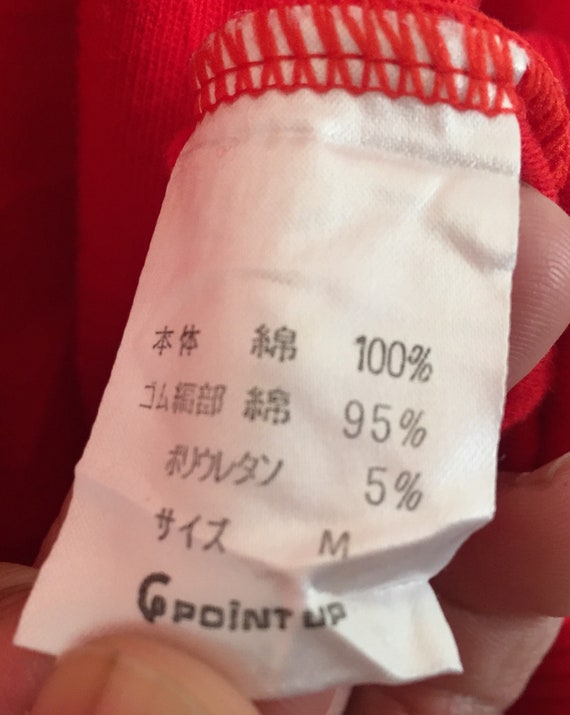 本体 綿 100%
ゴム編部 綿 95%
ポリウレタン 5%
サイズ M
POINT UP